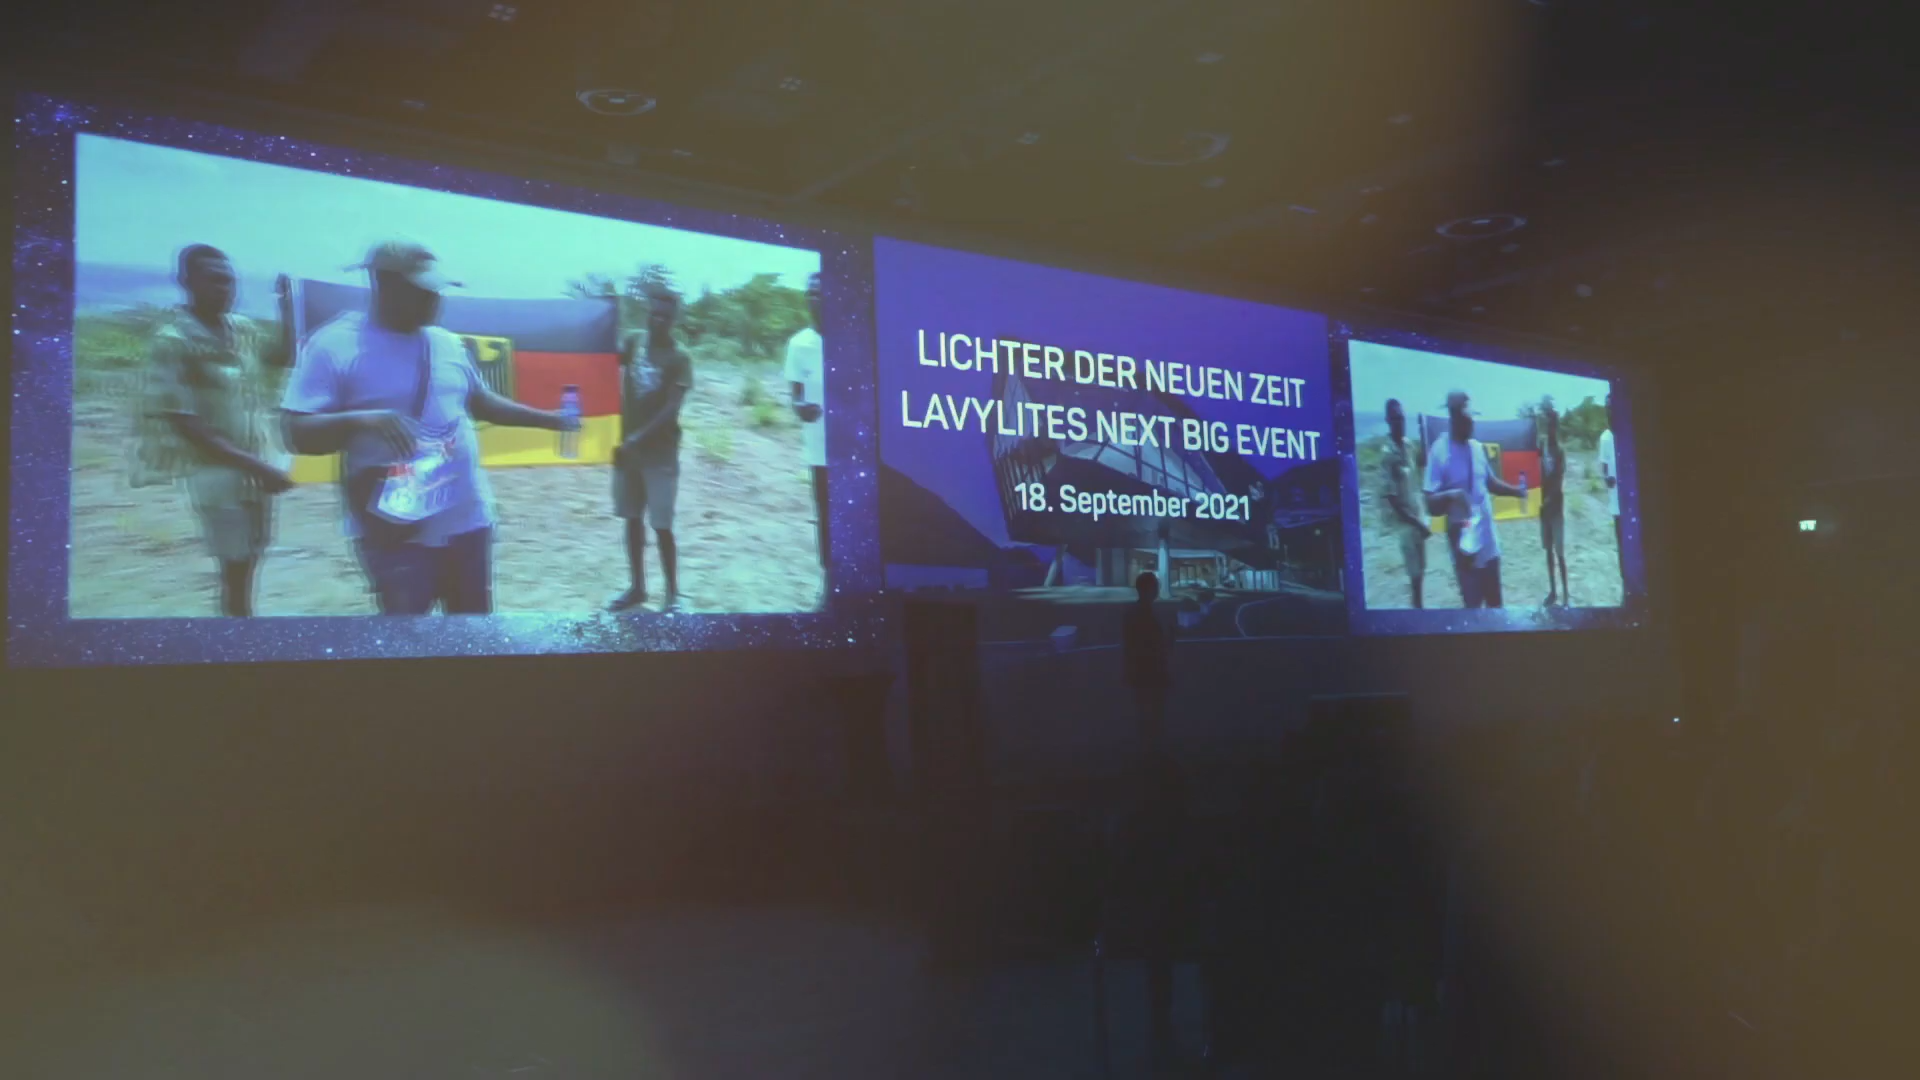 LICHTER DER NEUEN ZEIT
LAVYLITES NEXT BIG EVENT
18. September 2021